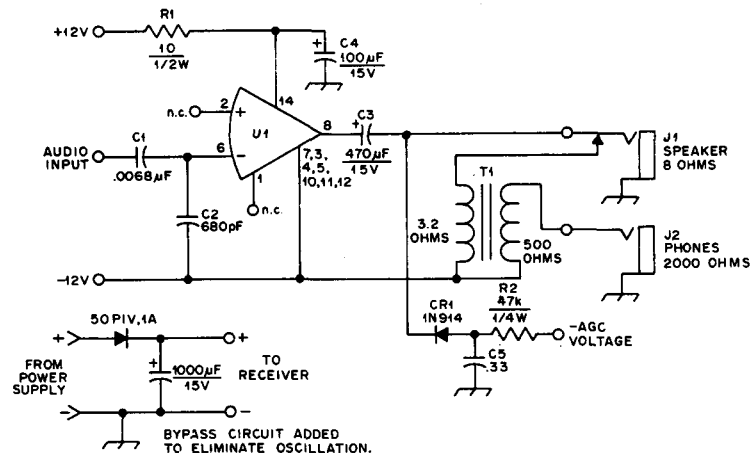 +12V
R1
10
1/2W
C4
100µF
15V
n.c.
2
+
14
U1
8
C3
470µF
15V
J1
SPEAKER
8 OHMS
AUDIO
INPUT
C1
.0068µF
6
−
1
n.c.
7,3,
4,5,
10,11,12
C2
680pF
T1
3.2
OHMS
500
OHMS
J2
PHONES
2000 OHMS
-12V
CR1
1N914
R2
47k
1/4W
-AGC
VOLTAGE
C5
.33
50PIV,1A
+
+
FROM
POWER
SUPPLY
+
1000µF
15V
TO
RECEIVER
−
−
BYPASS CIRCUIT ADDED
TO ELIMINATE OSCILLATION.